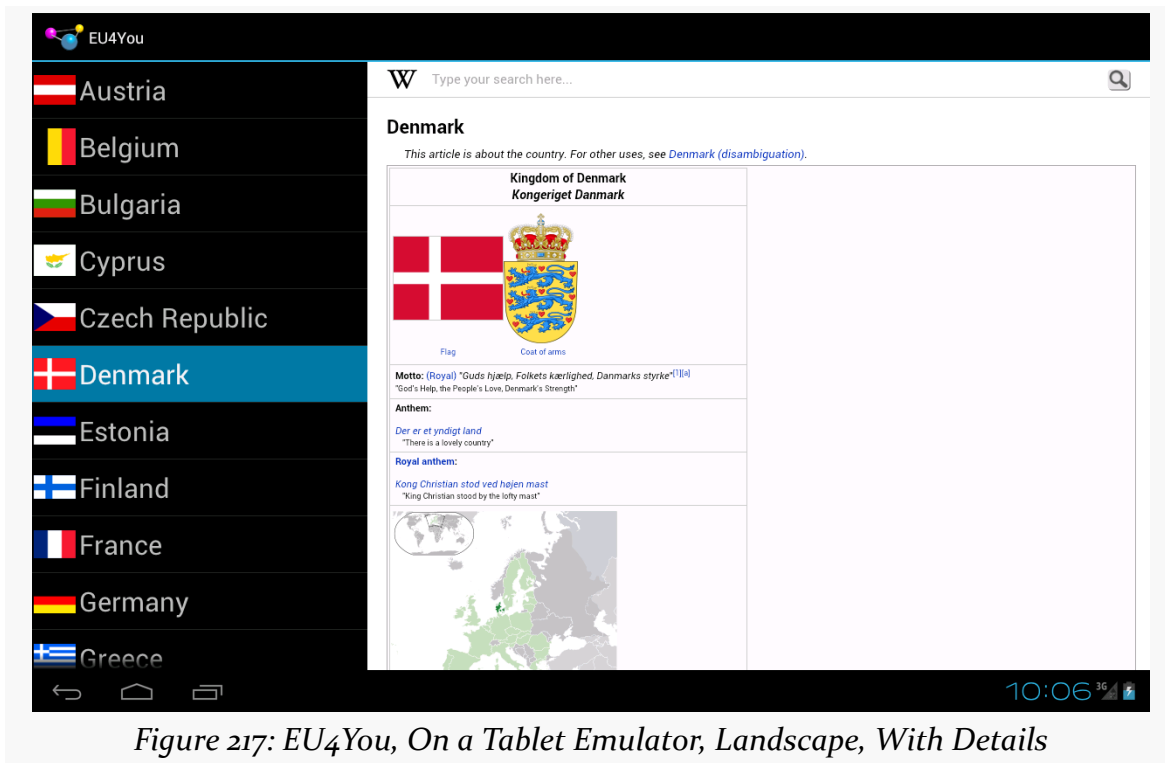 EU4You
Austria
Belgium
Bulgaria
Cyprus
Czech Republic
Denmark
Estonia
Finland
France
Germany
Greece
W Type your search here...
Denmark
This article is about the country. For other uses, see Denmark (disambiguation).
Kingdom of Denmark
Kongeriget Danmark
Flag Coat of arms
Motto: (Royal) "Guds hjælp, Folkets kærlighed, Danmarks styrke"[1][a]
"God's Help, the People's Love, Denmark's Strength"
Anthem:
Der er et yndigt land
"There is a lovely country"
Royal anthem:
Kong Christian stod ved højen mast
"King Christian stood by the lofty mast"
10:06 3G
Figure 217: EU4You, On a Tablet Emulator, Landscape, With Details